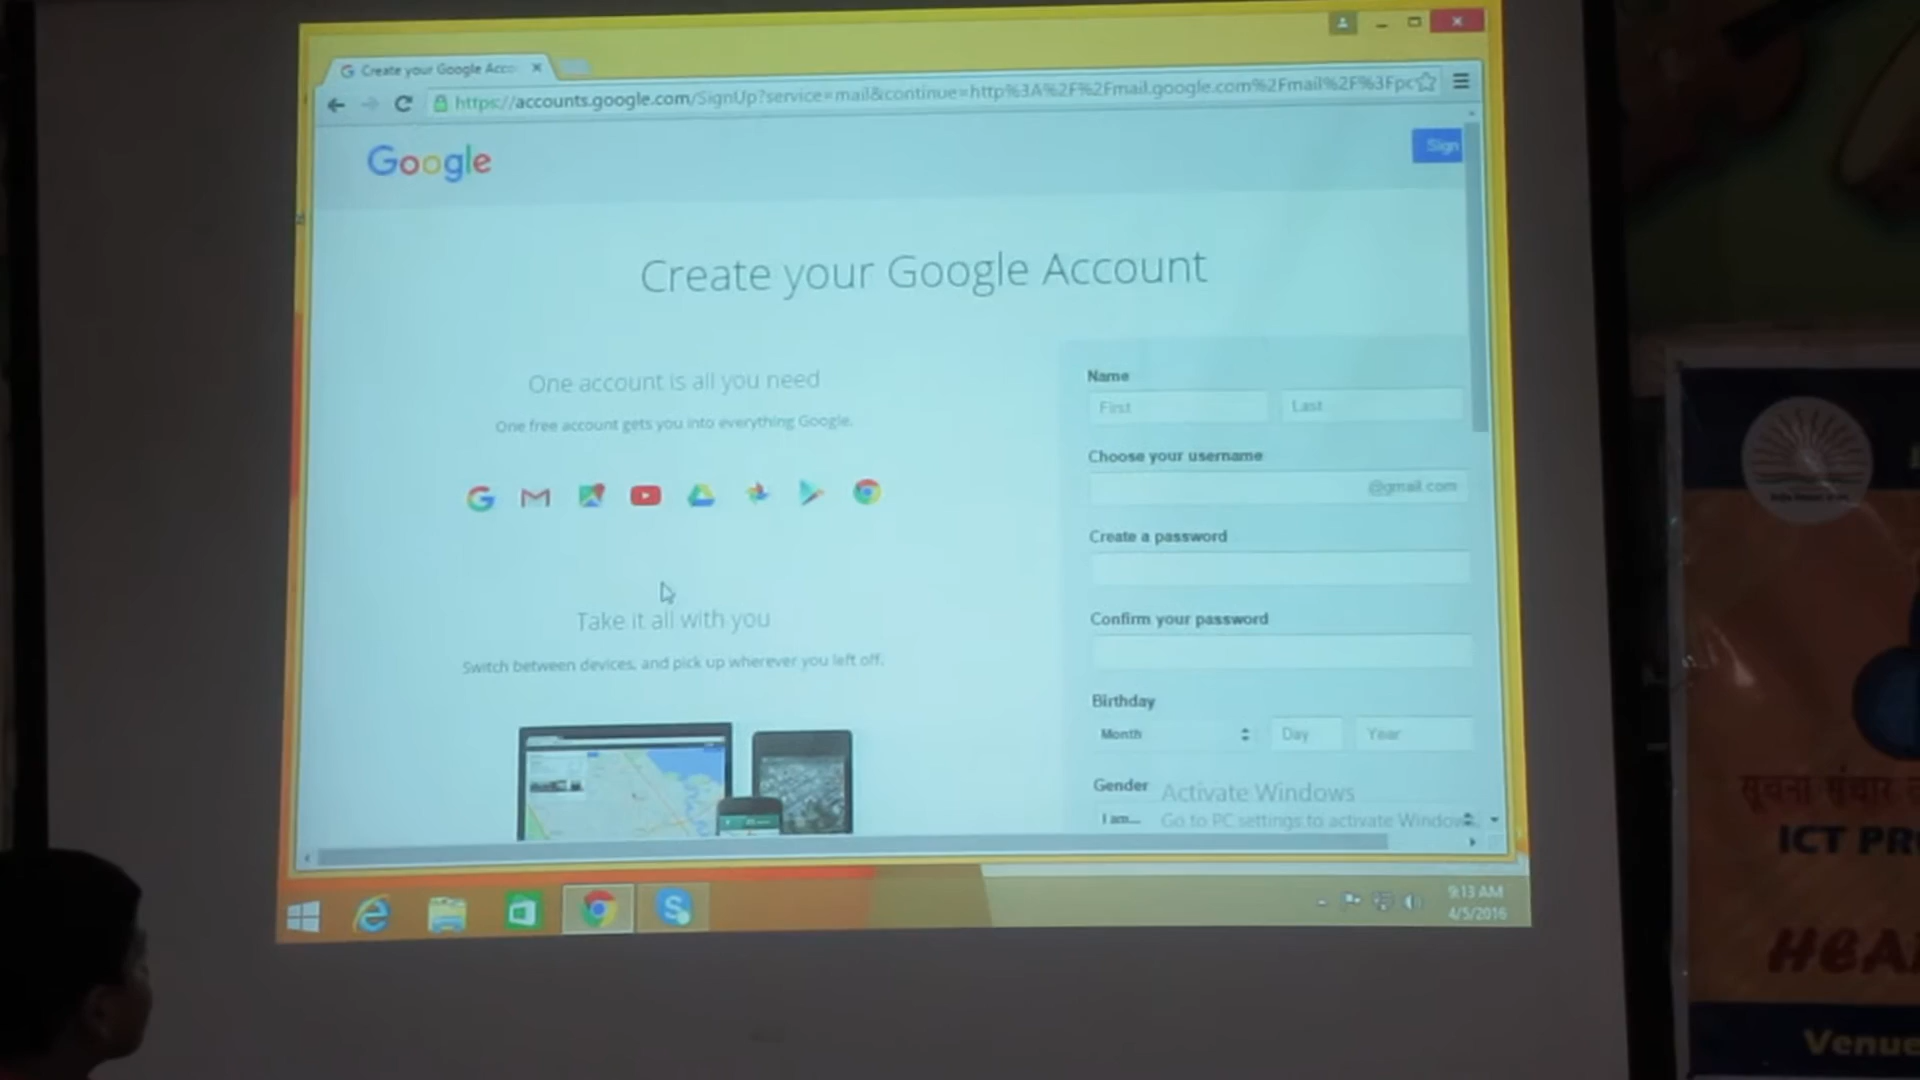 Create your Google Acco
https://accounts.google.com/SignUp?service=mail&continue=http%3A%2F%2Fmail.google.com%2Fmail%2F%3Fpc
Google
Sign
Create your Google Account
One account is all you need
One free account gets you into everything Google.
Take it all with you
Switch between devices, and pick up wherever you left off.
Name
First
Last
Choose your username
@gmail.com
Create a password
Confirm your password
Birthday
Month
Day
Year
Gender
I am...
Activate Windows
Go to PC settings to activate Window
9:13 AM
4/5/2016
सूचना संचार
ICT PR
Venue